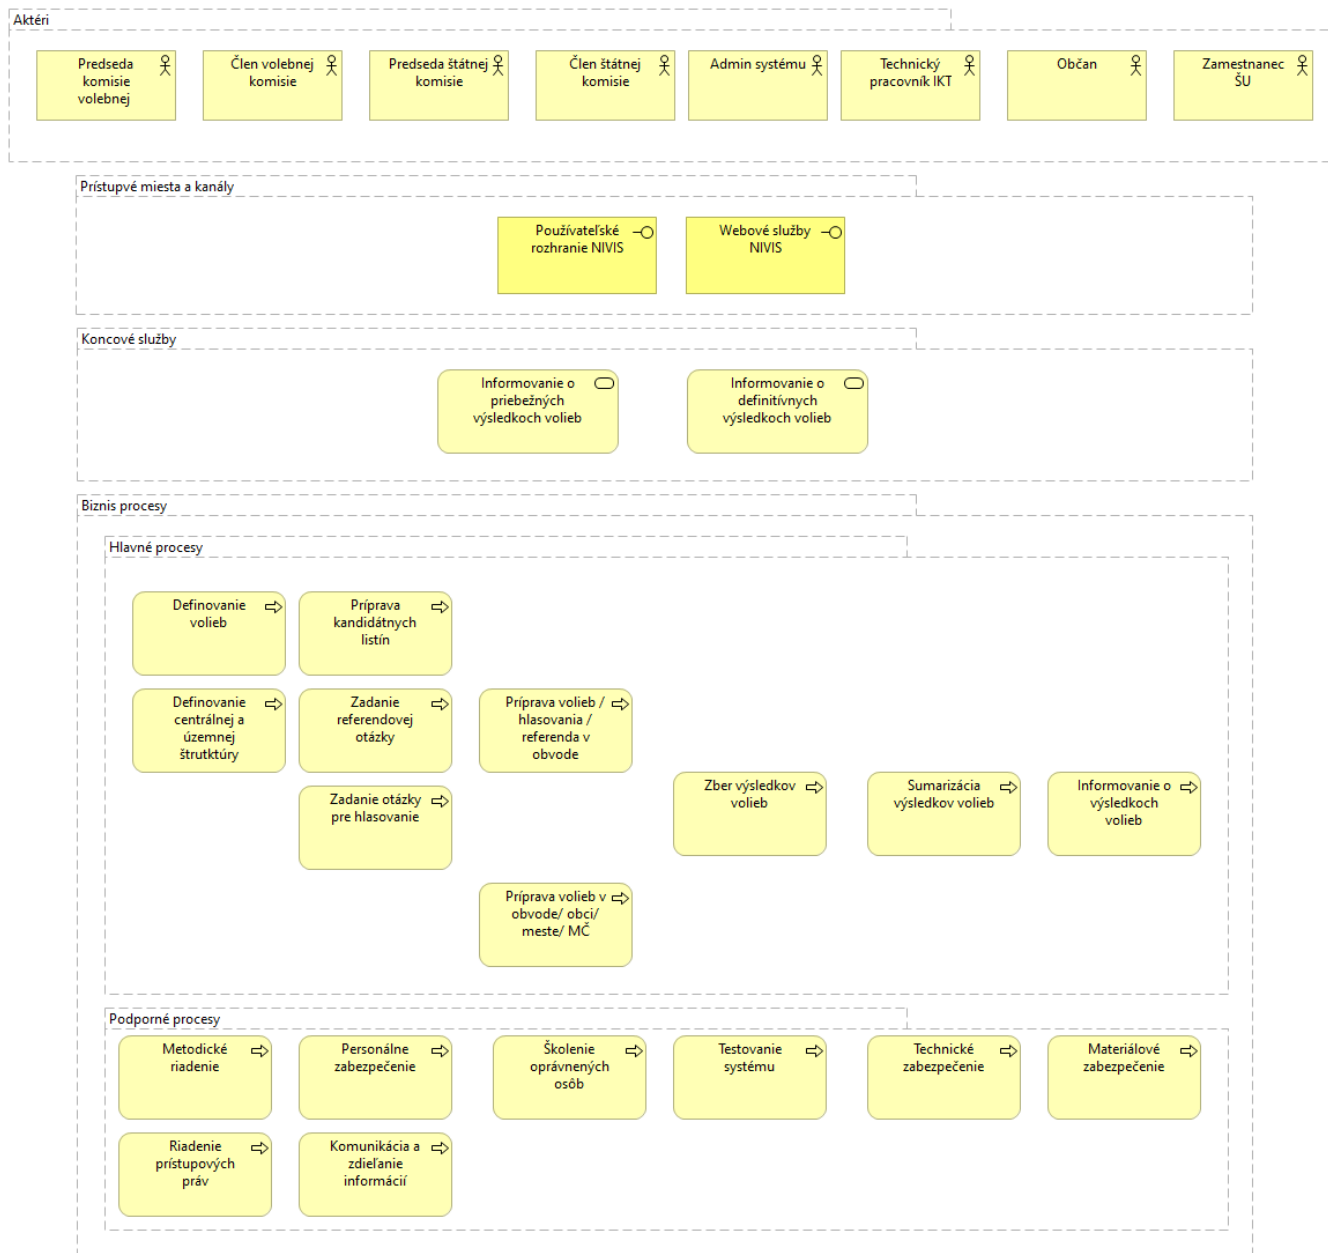 Aktéri
Predseda
komisie
volebnej
Člen volebnej
komisie
Predseda štátnej
komisie
Člen štátnej
komisie
Admin systému
Technický
pracovník IKT
Občan
Zamestnanec
ŠU
Prístupvé miesta a kanály
Používateľské
rozhranie NIVIS
Webové služby
NIVIS
Koncové služby
Informovanie o
priebežných
výsledkoch volieb
Informovanie o
definitívnych
výsledkoch volieb
Biznis procesy
Hlavné procesy
Definovanie
volieb
Príprava
kandidátnych
listín
Definovanie
centrálnej a
územnej
štrutktúry
Zadanie
referendovej
otázky
Príprava volieb /
hlasovania /
referenda v
obvode
Zadanie otázky
pre hlasovanie
Zber výsledkov
volieb
Sumarizácia
výsledkov volieb
Informovanie o
výsledkoch
volieb
Príprava volieb v
obvode/ obci/
meste/ MČ
Podporné procesy
Metodické
riadenie
Personálne
zabezpečenie
Školenie
oprávnených
osôb
Testovanie
systému
Technické
zabezpečenie
Materiálové
zabezpečenie
Riadenie
prístupových
práv
Komunikácia a
zdieľanie
informácií